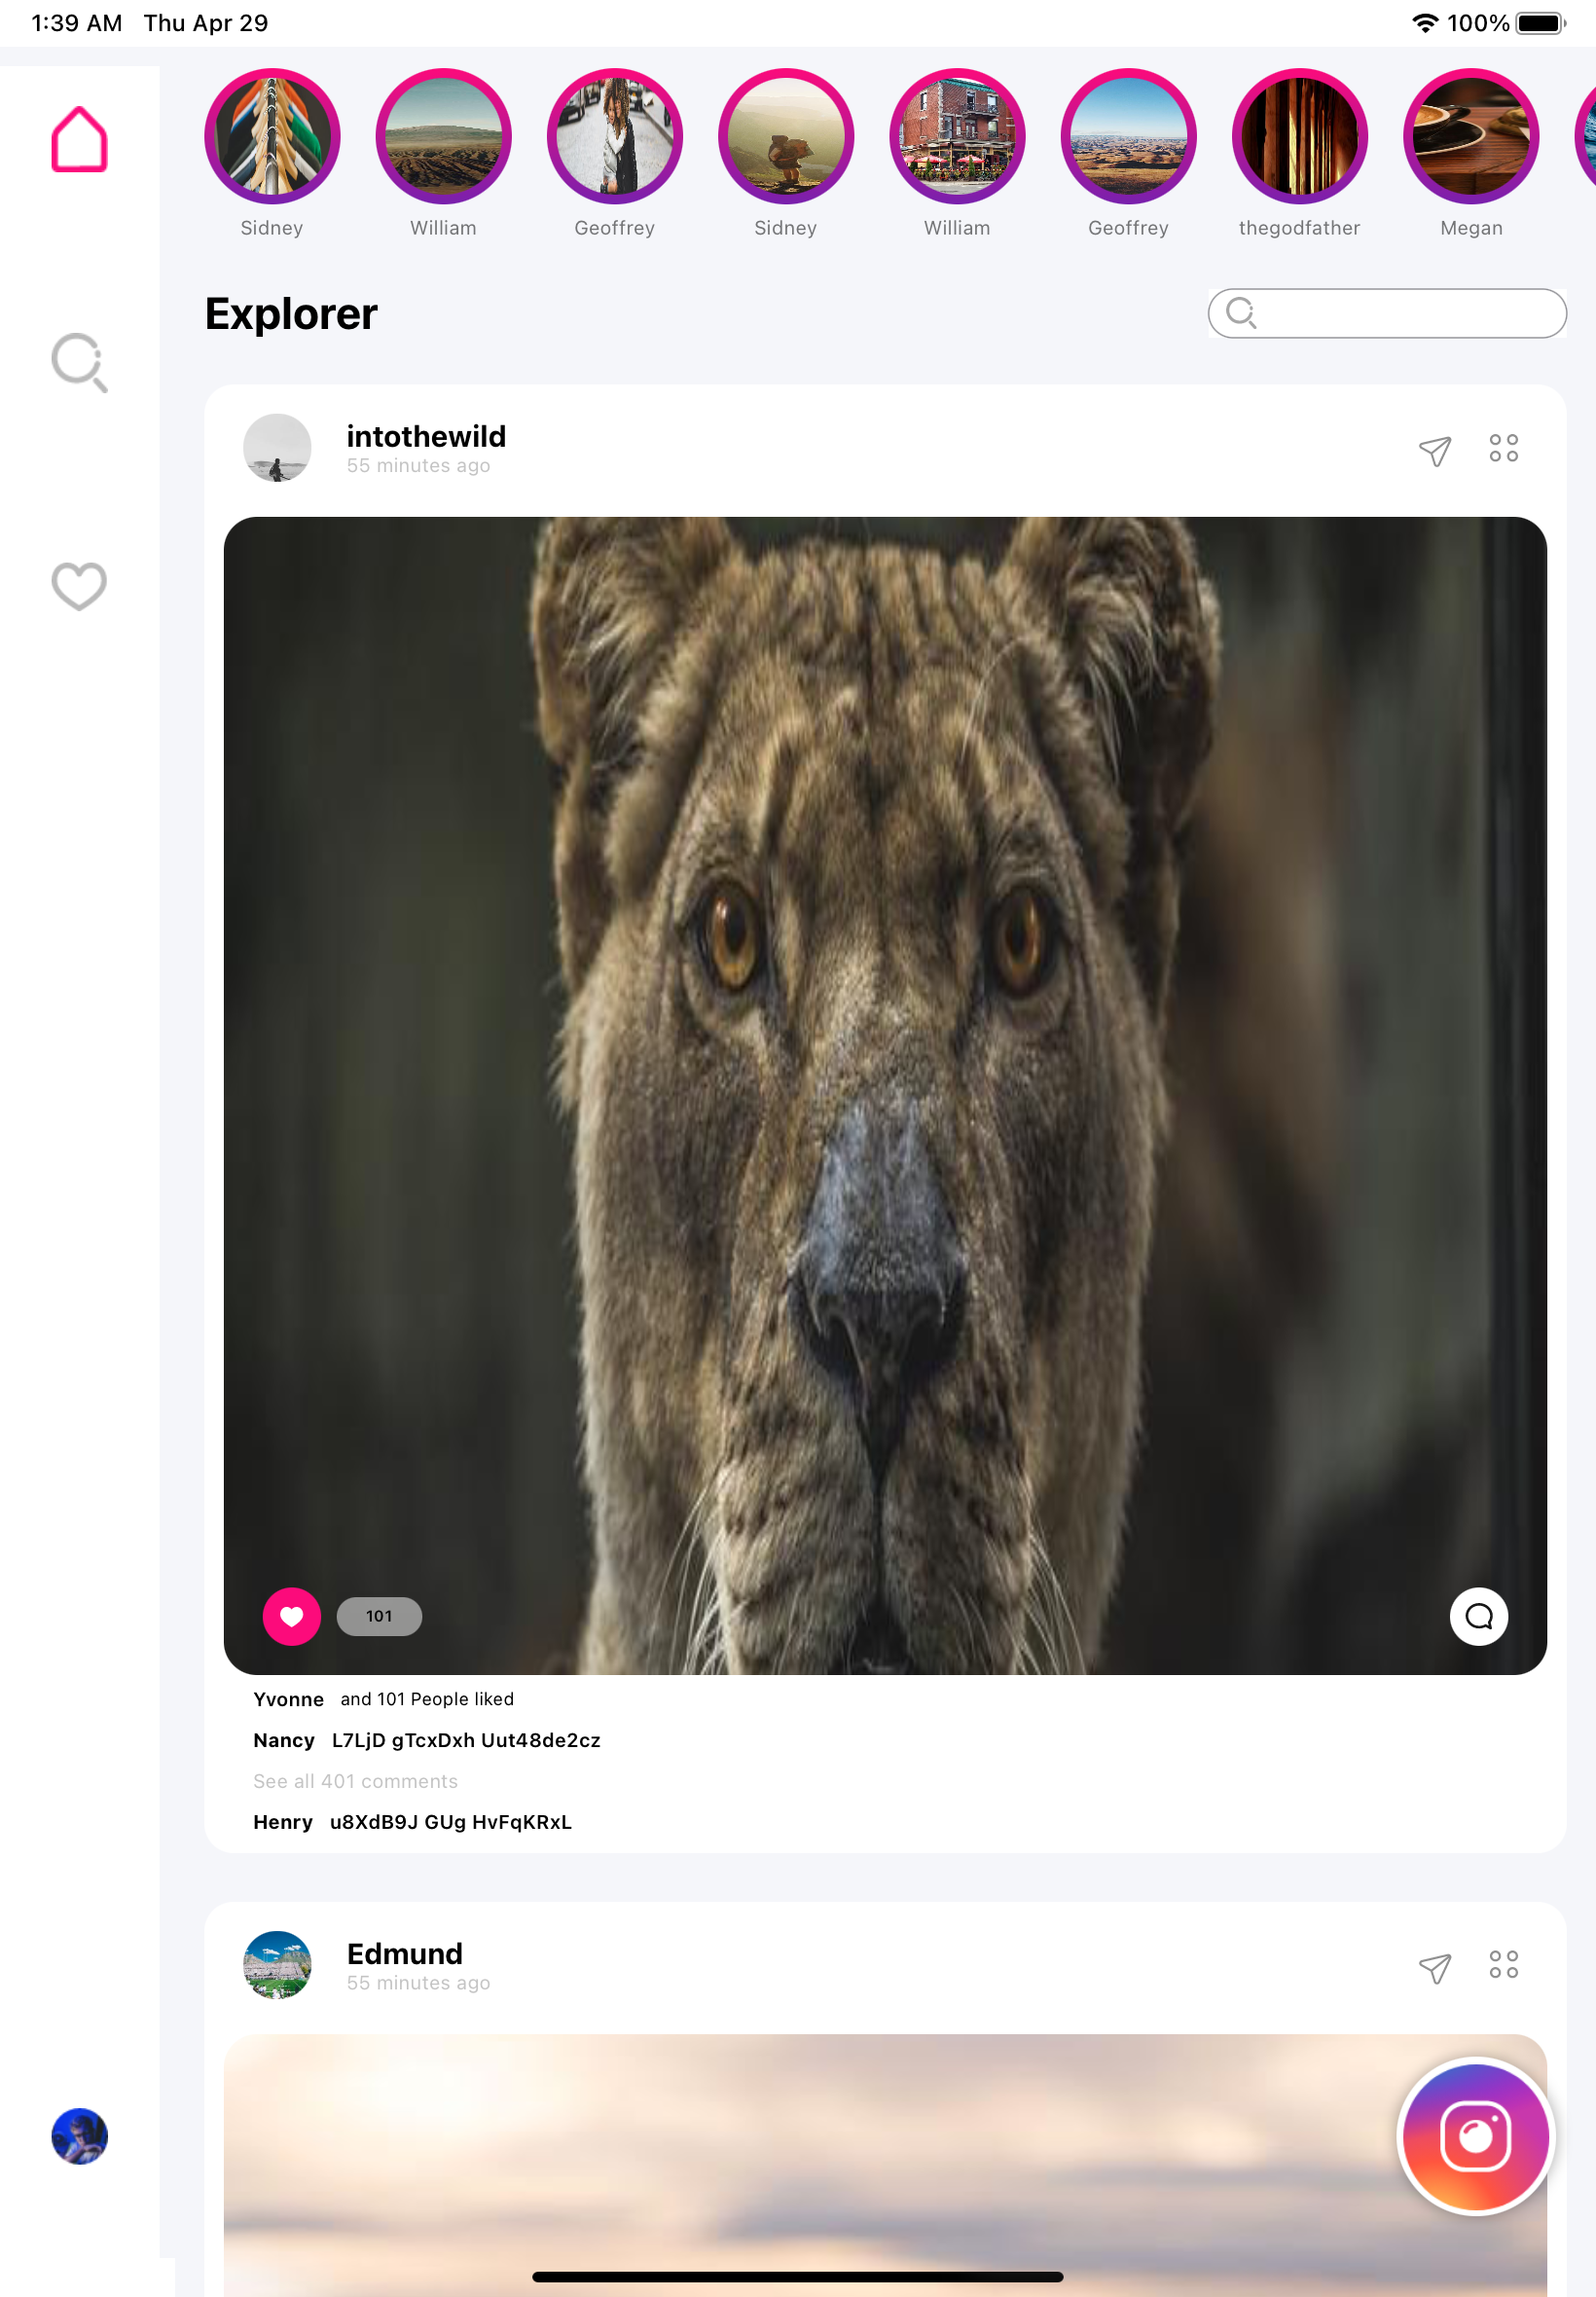 1:39 AM Thu Apr 29 100%
Sidney William Geoffrey Sidney William Geoffrey thegodfather Megan
Explorer
intothewild
55 minutes ago
101
Yvonne and 101 People liked
Nancy L7LjD gTcxDxh Uut48de2cz
See all 401 comments
Henry u8XdB9J GUg HvFqKRxL
Edmund
55 minutes ago